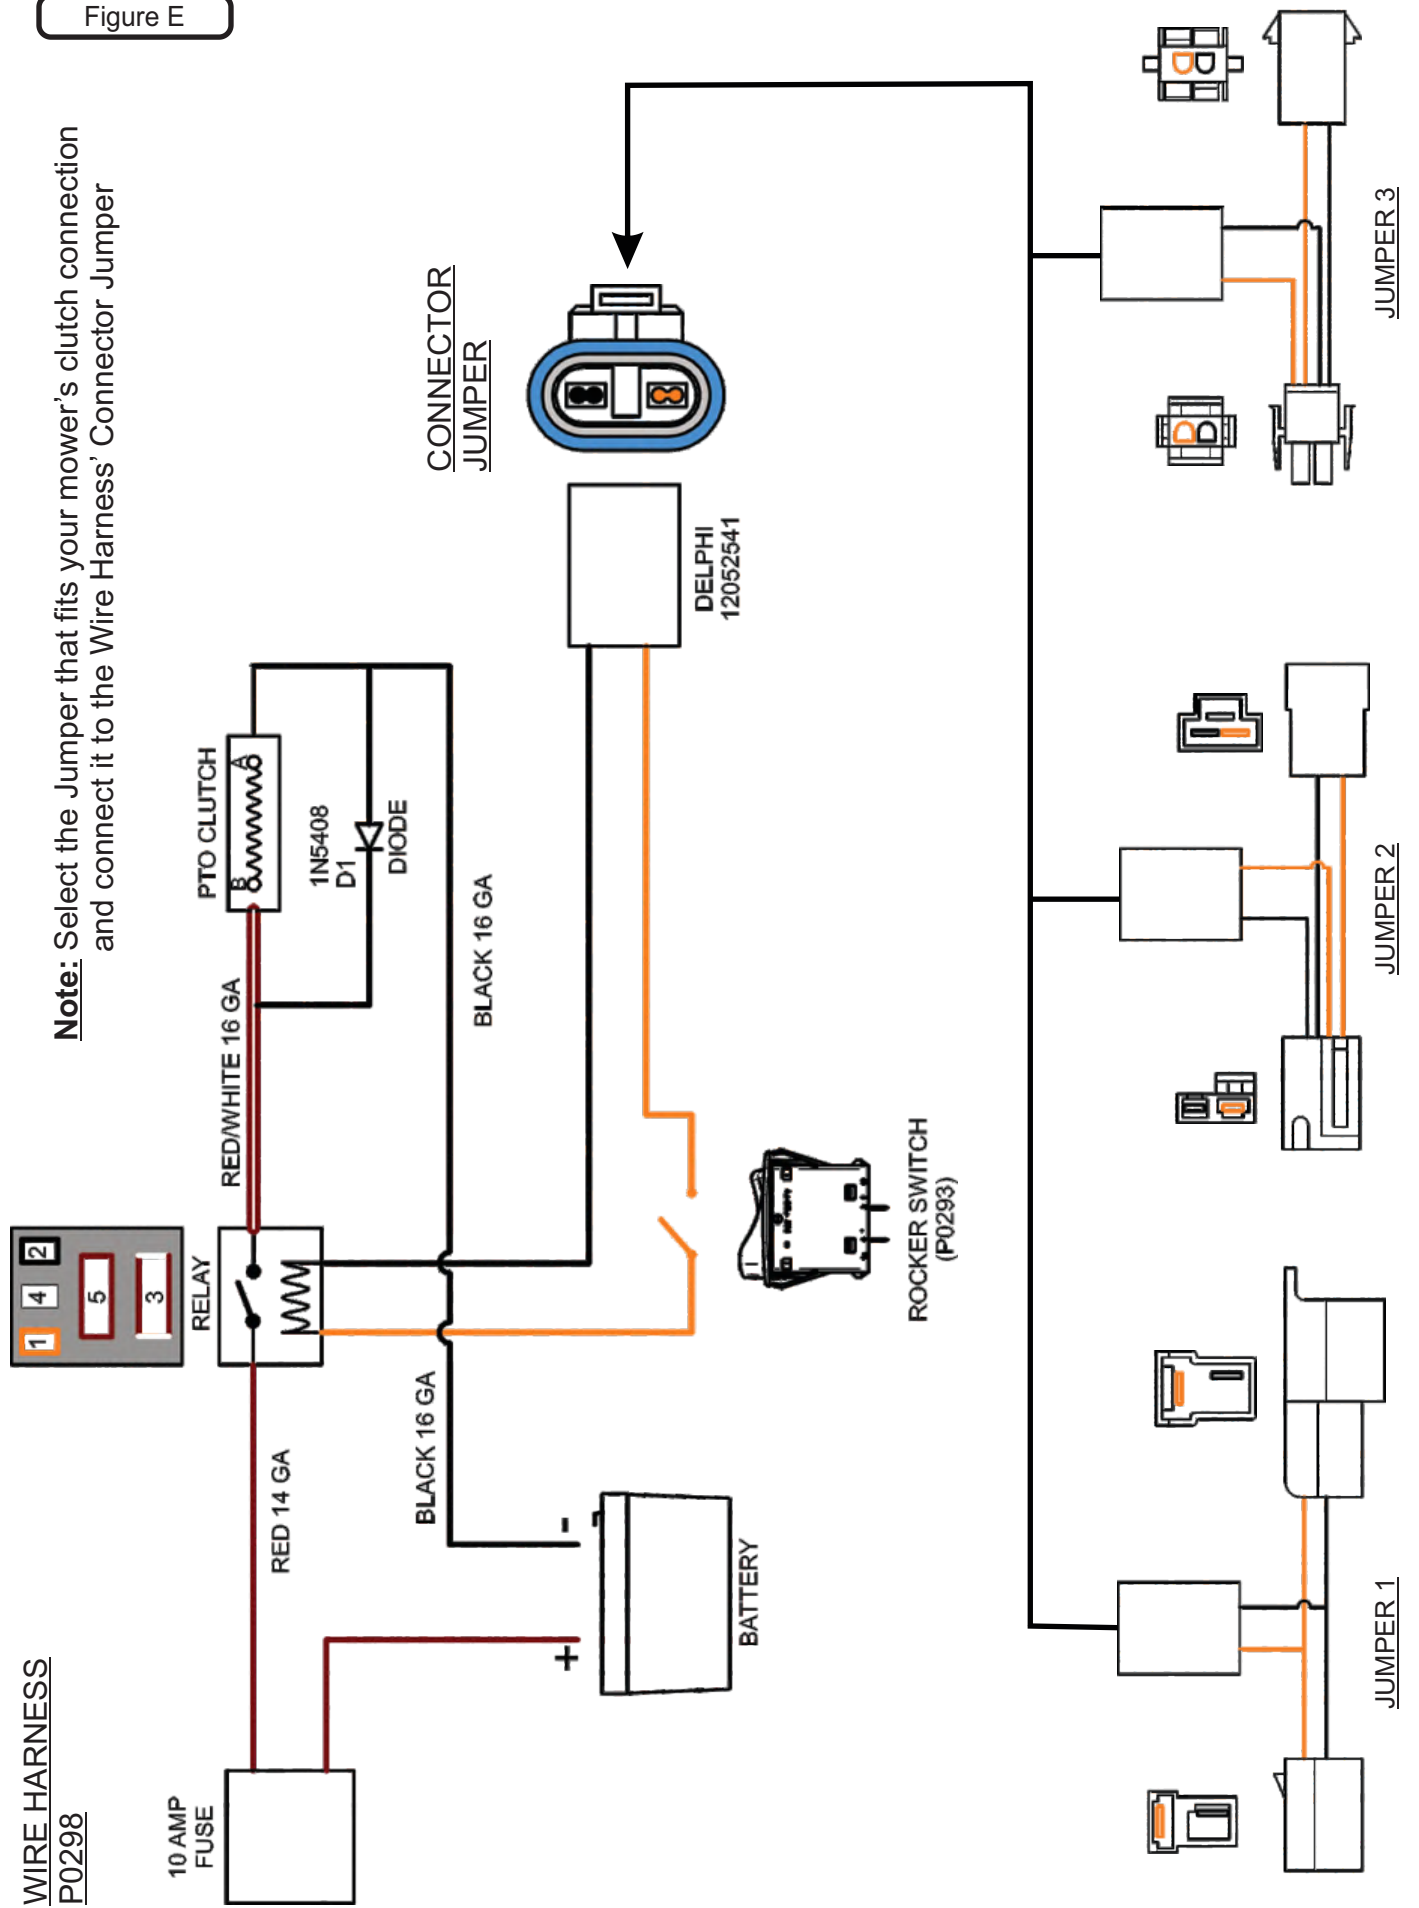 Figure E
WIRE HARNESS
P0298
Note: Select the Jumper that fits your mower's clutch connection
and connect it to the Wire Harness' Connector Jumper
10 AMP
FUSE
RED 14 GA
RELAY
1
4
2
5
3
RED/WHITE 16 GA
PTO CLUTCH
B
A
1N5408
D1
DIODE
BLACK 16 GA
BLACK 16 GA
+
-
BATTERY
ROCKER SWITCH
(P0293)
DELPHI
12052541
CONNECTOR
JUMPER
JUMPER 1
JUMPER 2
JUMPER 3